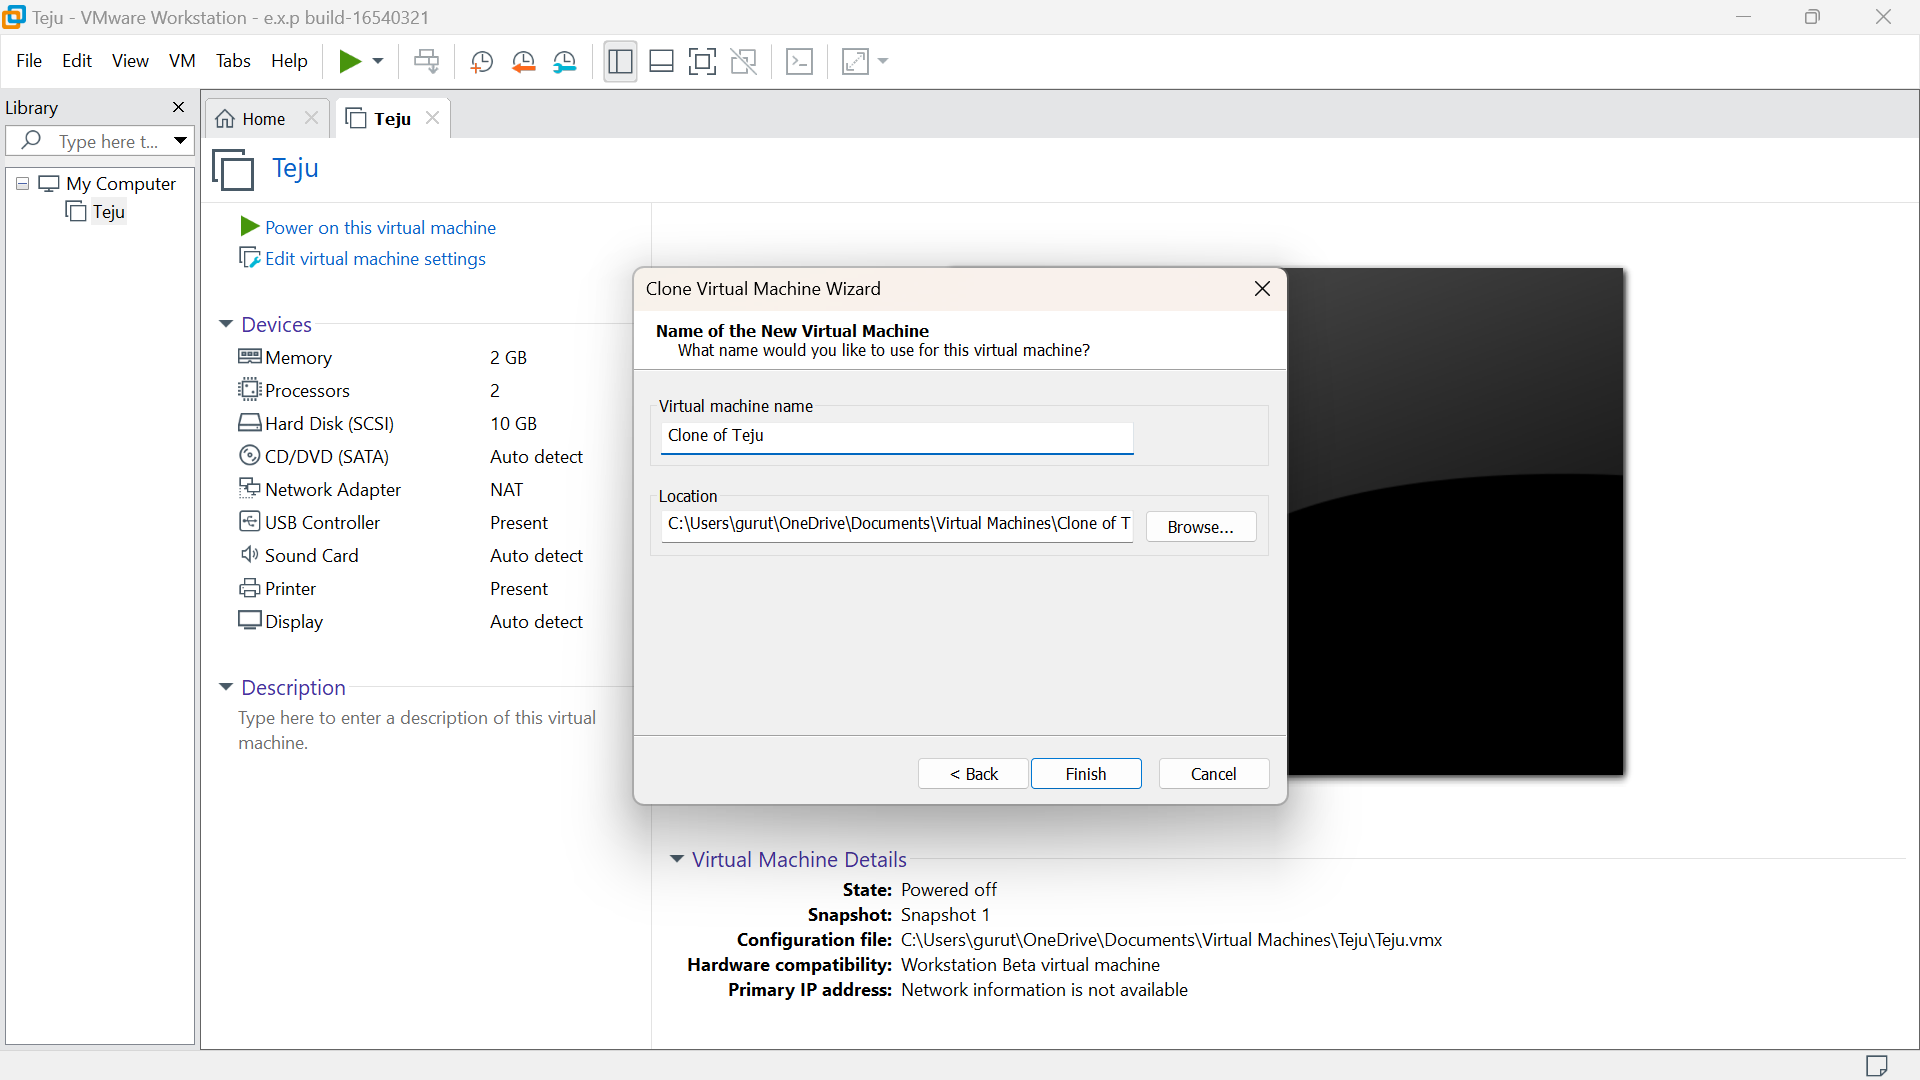 Teju - VMware Workstation - e.x.p build-16540321
File Edit View VM Tabs Help
Library
Home
Teju
Type here t...
Teju
My Computer
Teju
Power on this virtual machine
Edit virtual machine settings
Devices
Memory 2 GB
Processors 2
Hard Disk (SCSI) 10 GB
CD/DVD (SATA) Auto detect
Network Adapter NAT
USB Controller Present
Sound Card Auto detect
Printer Present
Display Auto detect
Description
Type here to enter a description of this virtual
machine.
Clone Virtual Machine Wizard
Name of the New Virtual Machine
What name would you like to use for this virtual machine?
Virtual machine name
Clone of Teju
Location
C:\Users\gurut\OneDrive\Documents\Virtual Machines\Clone of T
Browse...
< Back
Finish
Cancel
Virtual Machine Details
State: Powered off
Snapshot: Snapshot 1
Configuration file: C:\Users\gurut\OneDrive\Documents\Virtual Machines\Teju\Teju.vmx
Hardware compatibility: Workstation Beta virtual machine
Primary IP address: Network information is not available